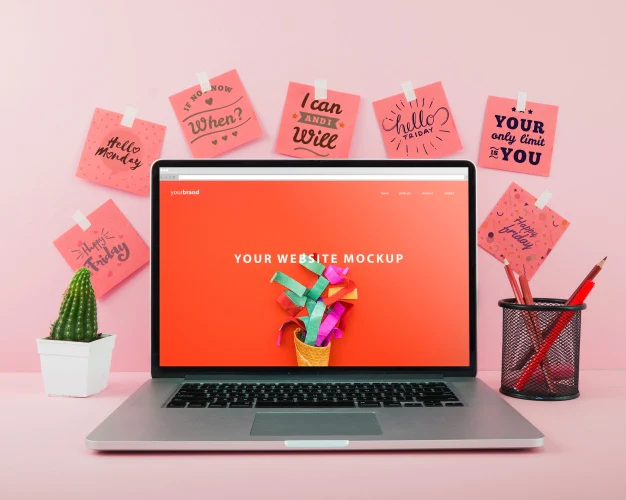 IF NOT NOW
When?
I can
AND I
Will
hello
FRIDAY
YOUR
only limit
IS
YOU
Hello
Monday
Happy
Friday
Happy
friday
yourbrand
YOUR WEBSITE MOCKUP